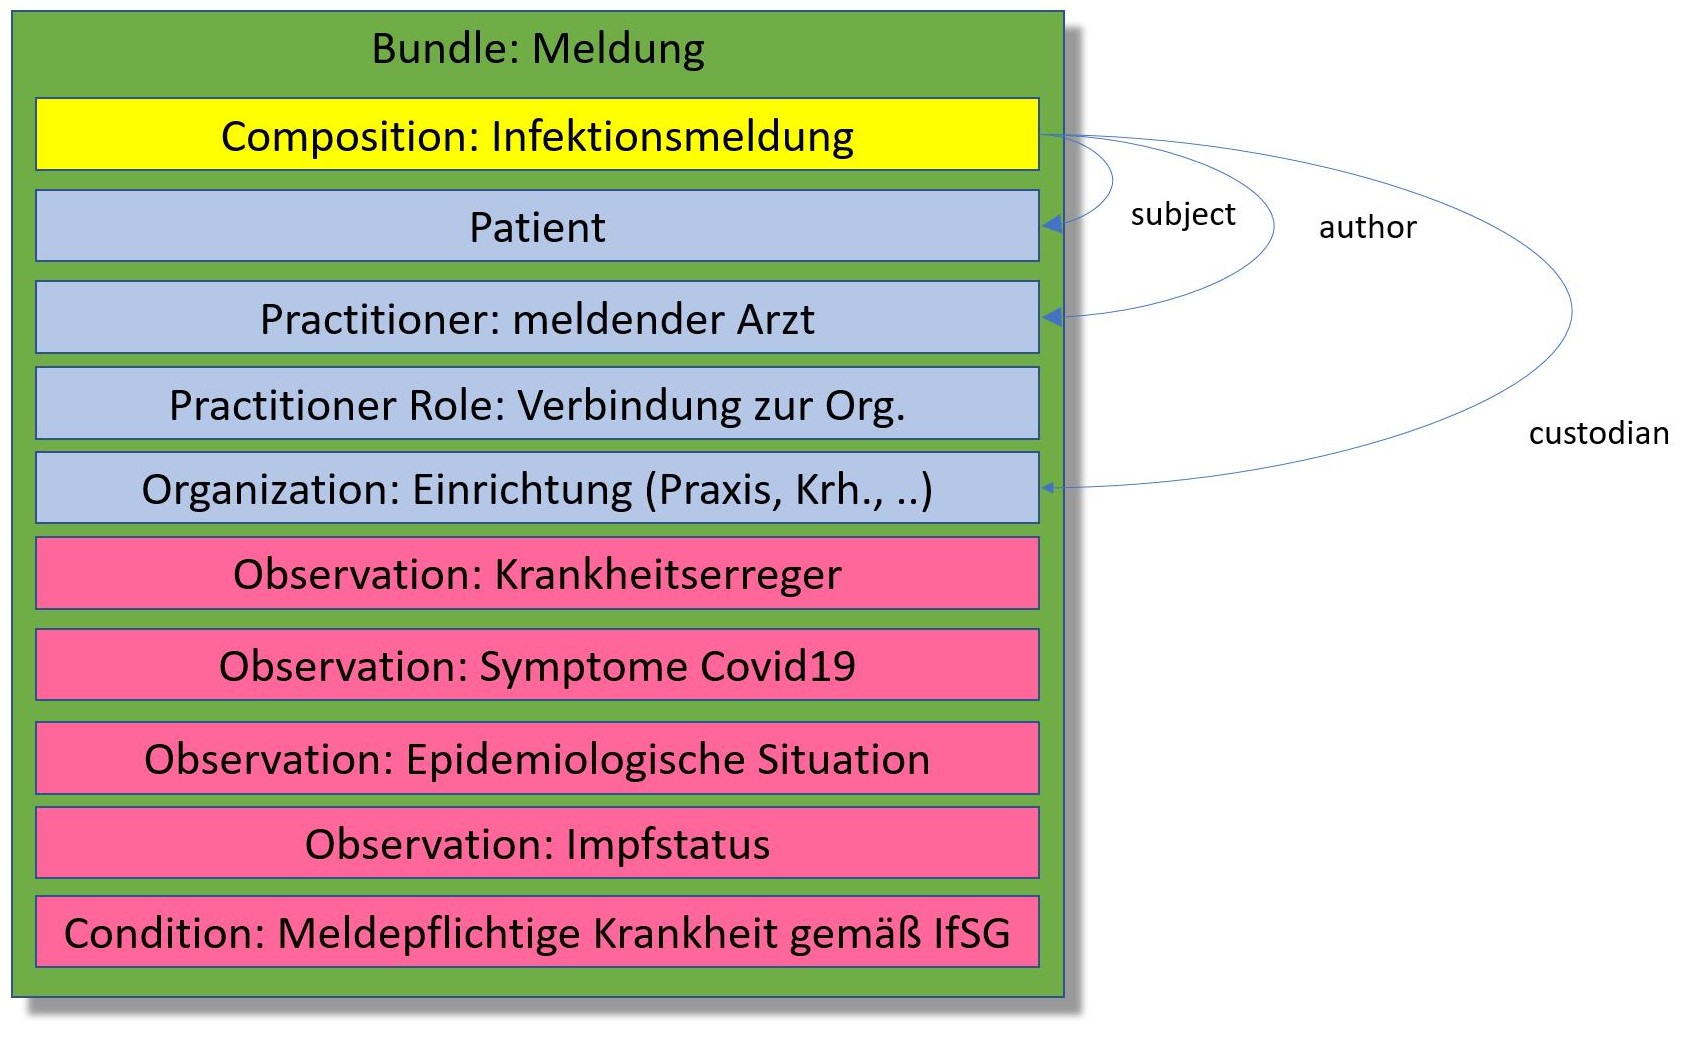 Bundle: Meldung
Composition: Infektionsmeldung
Patient
subject
author
Practitioner: meldender Arzt
Practitioner Role: Verbindung zur Org.
custodian
Organization: Einrichtung (Praxis, Krh., ..)
Observation: Krankheitserreger
Observation: Symptome Covid19
Observation: Epidemiologische Situation
Observation: Impfstatus
Condition: Meldepflichtige Krankheit gemäß IfSG